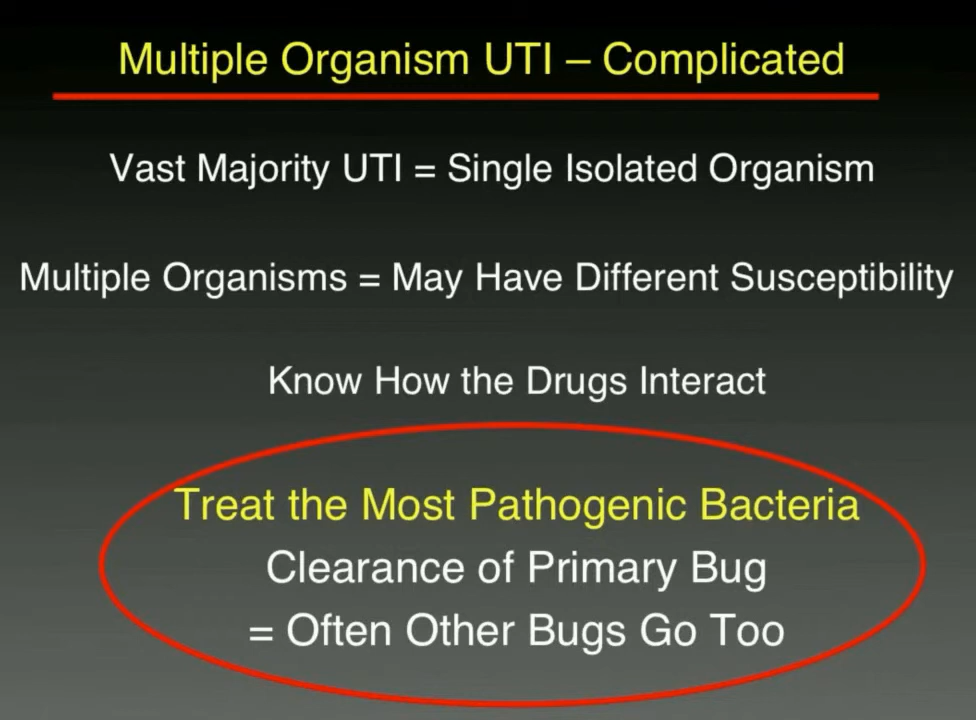 Multiple Organism UTI – Complicated
Vast Majority UTI = Single Isolated Organism
Multiple Organisms = May Have Different Susceptibility
Know How the Drugs Interact
Treat the Most Pathogenic Bacteria
Clearance of Primary Bug
= Often Other Bugs Go Too